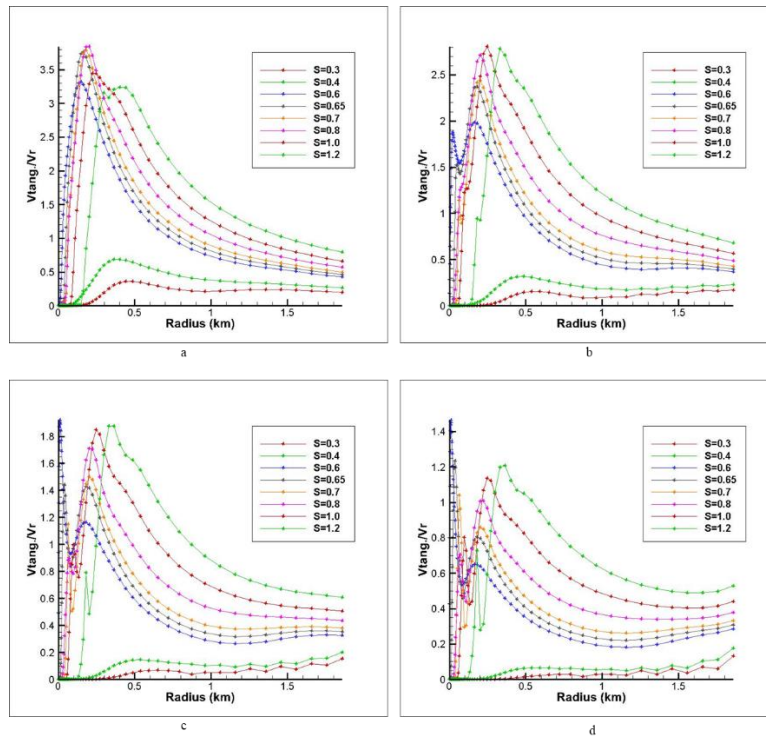 Vtang./Vr
3.5
3
2.5
2
1.5
1
0.5
0
0 0.5 1 1.5
Radius (km)
S=0.3
S=0.4
S=0.6
S=0.65
S=0.7
S=0.8
S=1.0
S=1.2
a
Vtang./Vr
2.5
2
1.5
1
0.5
0
0 0.5 1 1.5
Radius (km)
S=0.3
S=0.4
S=0.6
S=0.65
S=0.7
S=0.8
S=1.0
S=1.2
b
Vtang./Vr
1.8
1.6
1.4
1.2
1
0.8
0.6
0.4
0.2
0
0 0.5 1 1.5
Radius (km)
S=0.3
S=0.4
S=0.6
S=0.65
S=0.7
S=0.8
S=1.0
S=1.2
c
Vtang./Vr
1.4
1.2
1
0.8
0.6
0.4
0.2
0
0 0.5 1 1.5
Radius (km)
S=0.3
S=0.4
S=0.6
S=0.65
S=0.7
S=0.8
S=1.0
S=1.2
d